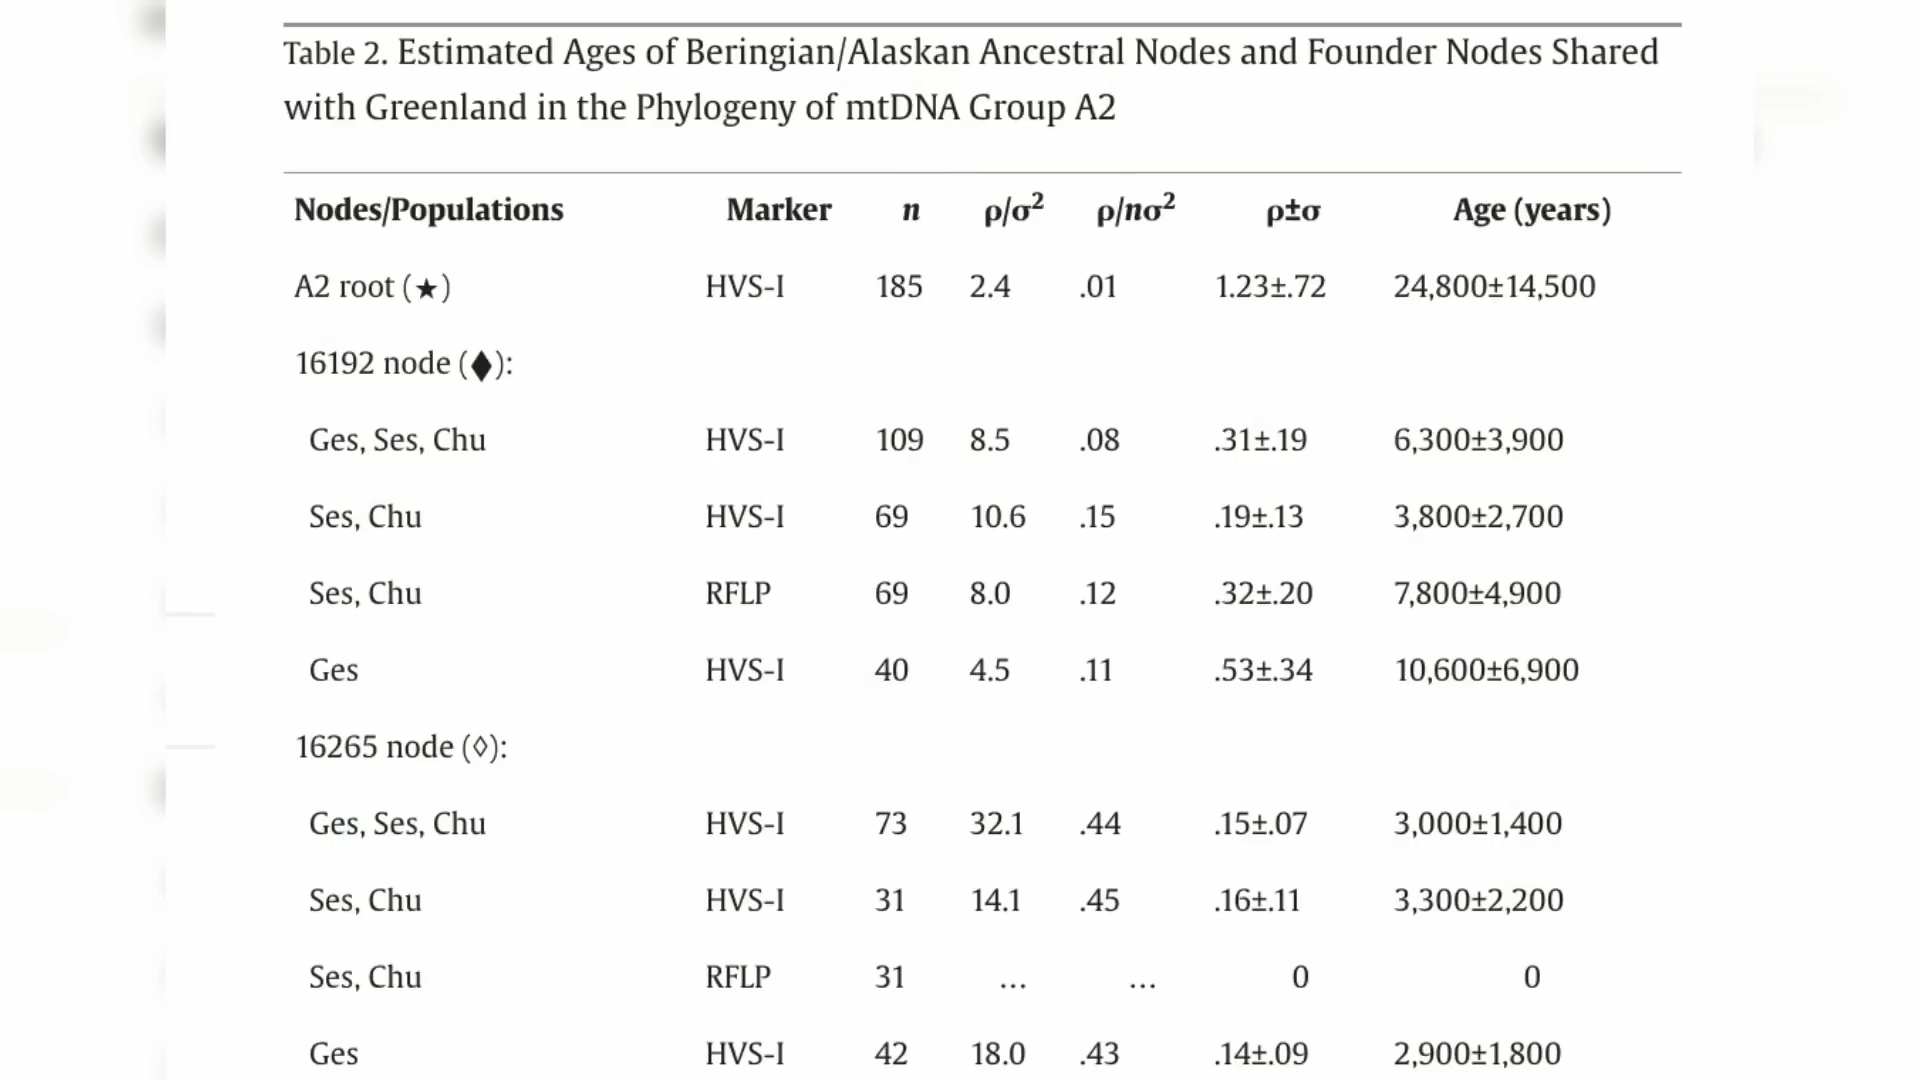 Table 2. Estimated Ages of Beringian/Alaskan Ancestral Nodes and Founder Nodes Shared
with Greenland in the Phylogeny of mtDNA Group A2
Nodes/Populations Marker n ρ/σ² ρ/nσ² ρ±σ Age (years)
A2 root (★) HVS-I 185 2.4 .01 1.23±.72 24,800±14,500
16192 node (♦):
Ges, Ses, Chu HVS-I 109 8.5 .08 .31±.19 6,300±3,900
Ses, Chu HVS-I 69 10.6 .15 .19±.13 3,800±2,700
Ses, Chu RFLP 69 8.0 .12 .32±.20 7,800±4,900
Ges HVS-I 40 4.5 .11 .53±.34 10,600±6,900
16265 node (◊):
Ges, Ses, Chu HVS-I 73 32.1 .44 .15±.07 3,000±1,400
Ses, Chu HVS-I 31 14.1 .45 .16±.11 3,300±2,200
Ses, Chu RFLP 31 … … 0 0
Ges HVS-I 42 18.0 .43 .14±.09 2,900±1,800